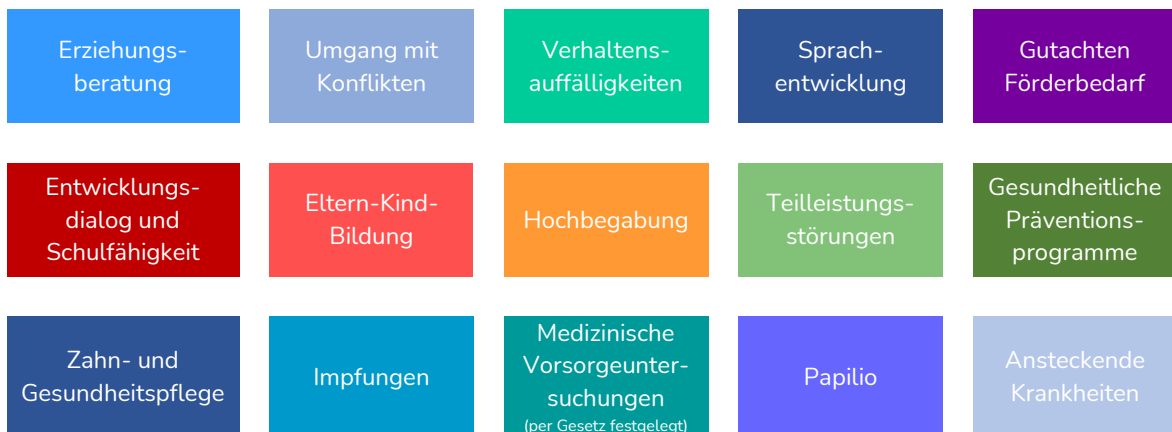 Erziehungs-
beratung
Umgang mit
Konflikten
Verhaltens-
auffälligkeiten
Sprach-
entwicklung
Gutachten
Förderbedarf
Entwicklungs-
dialog und
Schulfähigkeit
Eltern-Kind-
Bildung
Hochbegabung
Teilleistungs-
störungen
Gesundheitliche
Präventions-
programme
Zahn- und
Gesundheitspflege
Impfungen
Medizinische
Vorsorgeunter-
suchungen
(per Gesetz festgelegt)
Papilio
Ansteckende
Krankheiten